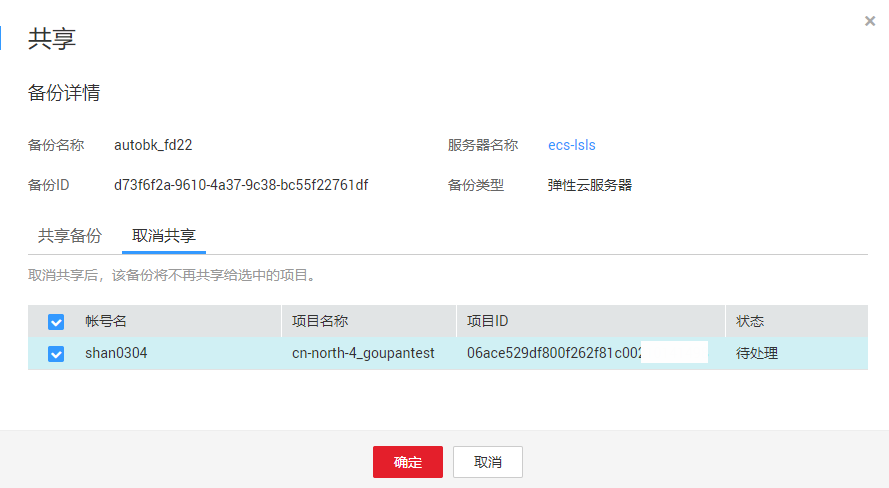 共享
备份详情
备份名称 autobk_fd22 服务器名称 ecs-lsls
备份ID d73f6f2a-9610-4a37-9c38-bc55f22761df 备份类型 弹性云服务器
共享备份 取消共享
取消共享后，该备份将不再共享给选中的项目。
帐号名 项目名称 项目ID 状态
shan0304 cn-north-4_goupantest 06ace529df800f262f81c002 待处理
确定 取消